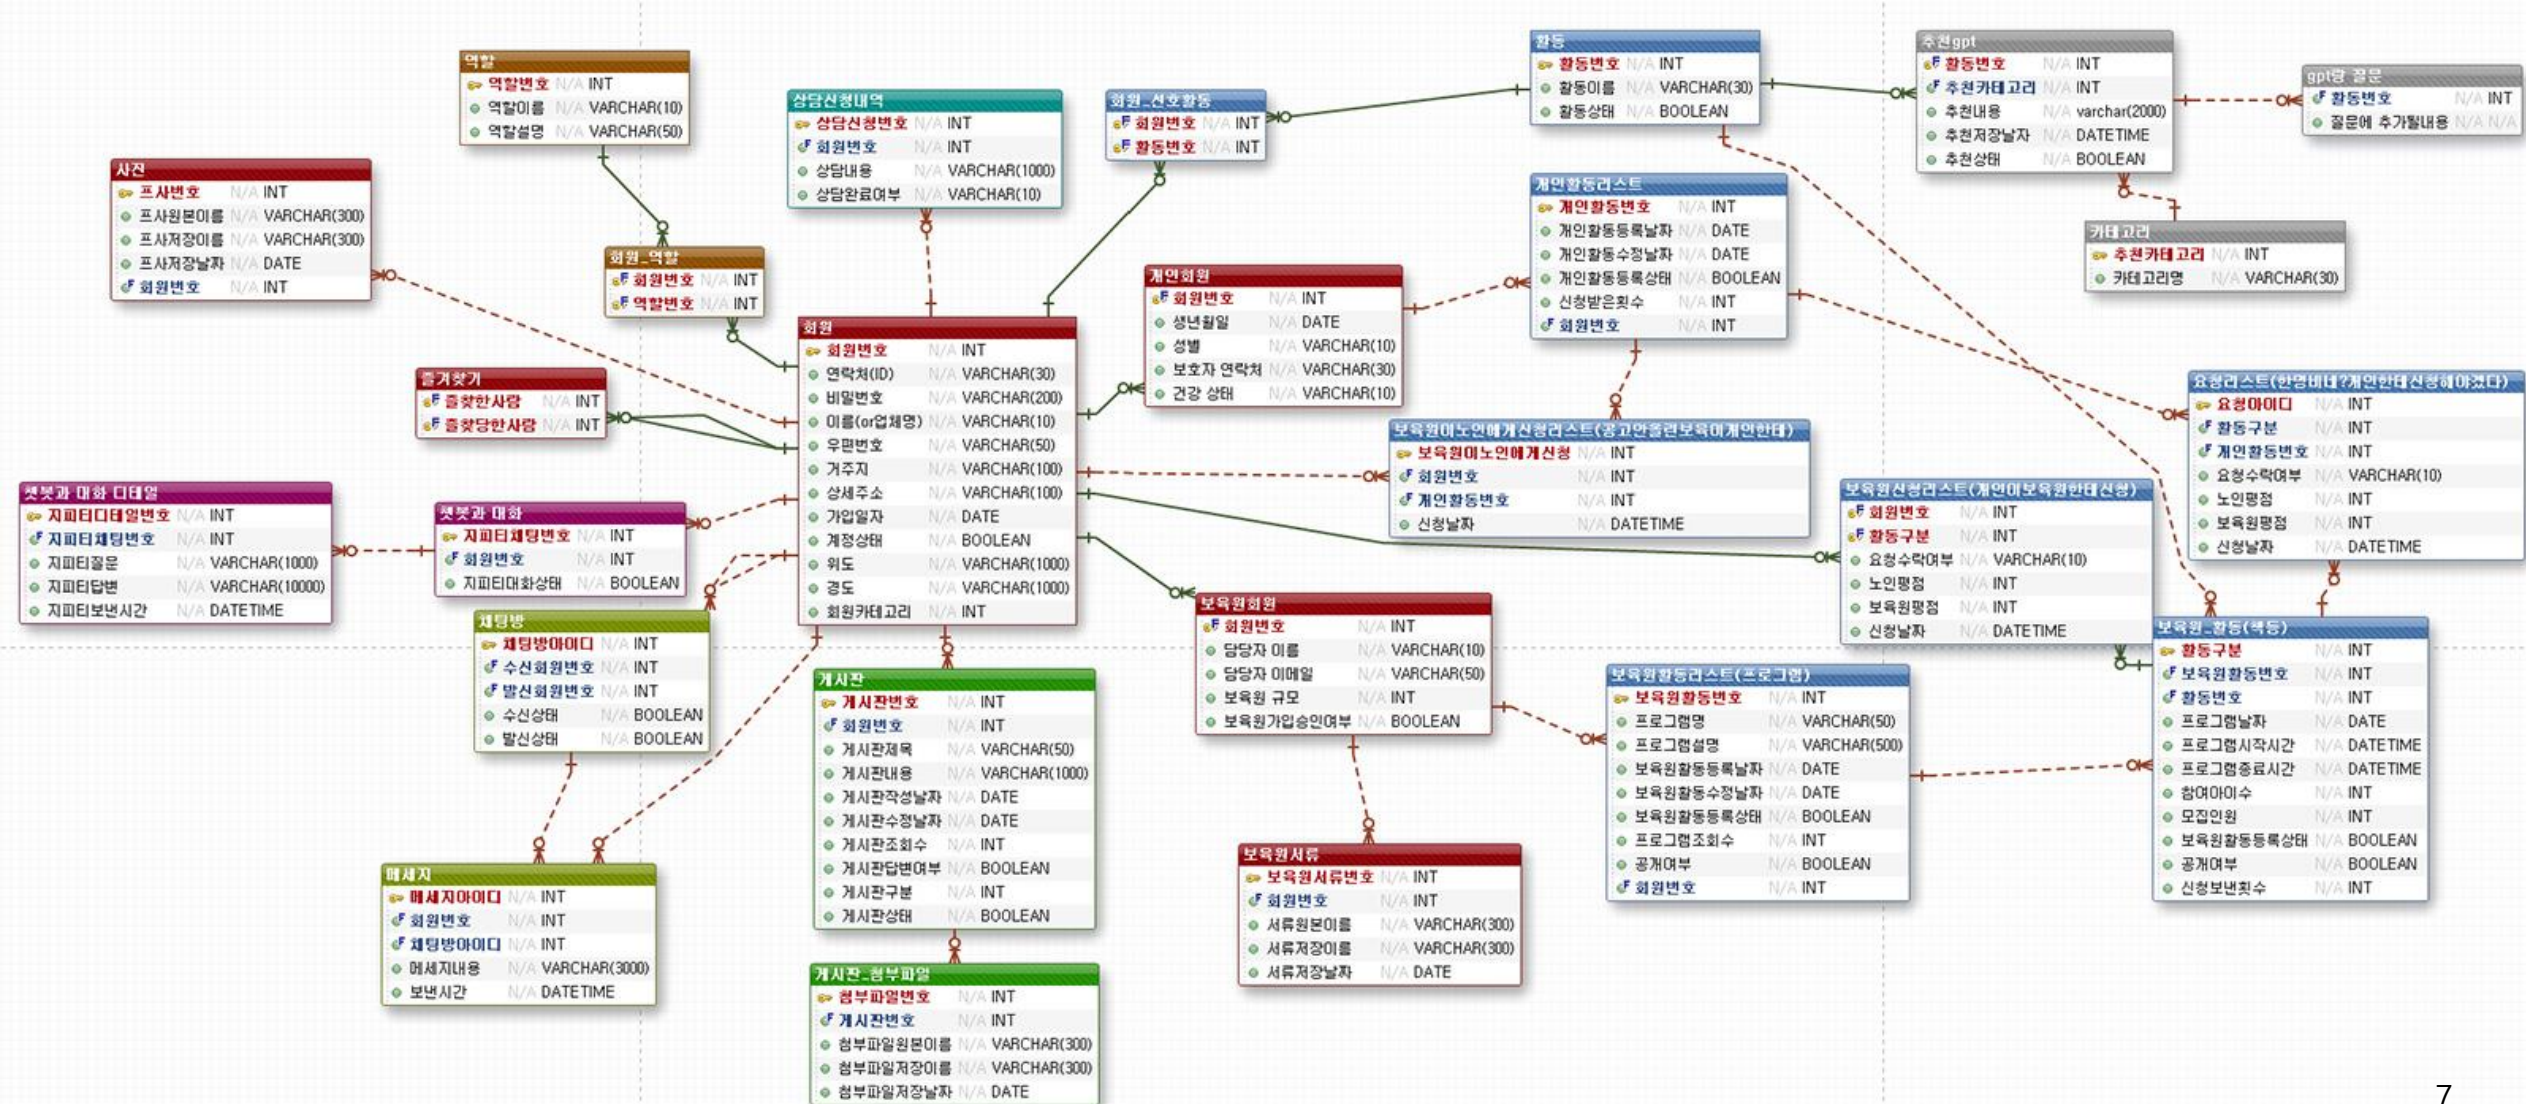 역할
역할번호 N/A INT
역할이름 N/A VARCHAR(10)
역할설명 N/A VARCHAR(50)
사진
프사번호 N/A INT
프사원본이름 N/A VARCHAR(300)
프사저장이름 N/A VARCHAR(300)
프사저장날짜 N/A DATE
회원번호 N/A INT
회원_역할
회원번호 N/A INT
역할번호 N/A INT
상담신청내역
상담신청번호 N/A INT
회원번호 N/A INT
상담내용 N/A VARCHAR(1000)
상담완료여부 N/A VARCHAR(10)
회원_선호활동
회원번호 N/A INT
활동번호 N/A INT
활동
활동번호 N/A INT
활동이름 N/A VARCHAR(30)
활동상태 N/A BOOLEAN
추천gpt
활동번호 N/A INT
추천카테고리 N/A INT
추천내용 N/A varchar(2000)
추천저장날자 N/A DATETIME
추천상태 N/A BOOLEAN
gpt랑 질문
활동번호 N/A INT
질문에 추가될내용 N/A N/A
카테고리
추천카테고리 N/A INT
카테고리명 N/A VARCHAR(30)
개인활동리스트
개인활동번호 N/A INT
개인활동등록날짜 N/A DATE
개인활동수정날짜 N/A DATE
개인활동등록상태 N/A BOOLEAN
신청받은횟수 N/A INT
회원번호 N/A INT
개인회원
회원번호 N/A INT
생년월일 N/A DATE
성별 N/A VARCHAR(10)
보호자 연락처 N/A VARCHAR(30)
건강 상태 N/A VARCHAR(10)
회원
회원번호 N/A INT
연락처(ID) N/A VARCHAR(30)
비밀번호 N/A VARCHAR(200)
이름(or업체명) N/A VARCHAR(10)
우편번호 N/A VARCHAR(50)
거주지 N/A VARCHAR(100)
상세주소 N/A VARCHAR(100)
가입일자 N/A DATE
계정상태 N/A BOOLEAN
위도 N/A VARCHAR(1000)
경도 N/A VARCHAR(1000)
회원카테고리 N/A INT
즐겨찾기
즐찾한사람 N/A INT
즐찾당한사람 N/A INT
챗봇과 대화 디테일
지피티디테일번호 N/A INT
지피티채팅번호 N/A INT
지피티질문 N/A VARCHAR(1000)
지피티답변 N/A VARCHAR(10000)
지피티보낸시간 N/A DATETIME
챗봇과 대화
지피티채팅번호 N/A INT
회원번호 N/A INT
지피티대화상태 N/A BOOLEAN
채팅방
채팅방아이디 N/A INT
수신회원번호 N/A INT
발신회원번호 N/A INT
수신상태 N/A BOOLEAN
발신상태 N/A BOOLEAN
메세지
메세지아이디 N/A INT
회원번호 N/A INT
채팅방아이디 N/A INT
메세지내용 N/A VARCHAR(3000)
보낸시간 N/A DATETIME
게시판
게시판번호 N/A INT
회원번호 N/A INT
게시판제목 N/A VARCHAR(50)
게시판내용 N/A VARCHAR(1000)
게시판작성날짜 N/A DATE
게시판수정날짜 N/A DATE
게시판조회수 N/A INT
게시판답변여부 N/A BOOLEAN
게시판구분 N/A INT
게시판상태 N/A BOOLEAN
게시판_첨부파일
첨부파일번호 N/A INT
게시판번호 N/A INT
첨부파일원본이름 N/A VARCHAR(300)
첨부파일저장이름 N/A VARCHAR(300)
첨부파일저장날짜 N/A DATE
보육원이노인에게신청리스트(공고안올린보육이개인한테)
보육원이노인에게신청 N/A INT
회원번호 N/A INT
개인활동번호 N/A INT
신청날짜 N/A DATETIME
보육원회원
회원번호 N/A INT
담당자 이름 N/A VARCHAR(10)
담당자 이메일 N/A VARCHAR(50)
보육원 규모 N/A INT
보육원가입승인여부 N/A BOOLEAN
보육원서류
보육원서류번호 N/A INT
회원번호 N/A INT
서류원본이름 N/A VARCHAR(300)
서류저장이름 N/A VARCHAR(300)
서류저장날짜 N/A DATE
보육원활동리스트(프로그램)
보육원활동번호 N/A INT
프로그램명 N/A VARCHAR(50)
프로그램설명 N/A VARCHAR(500)
보육원활동등록날짜 N/A DATE
보육원활동수정날짜 N/A DATE
보육원활동등록상태 N/A BOOLEAN
프로그램조회수 N/A INT
공개여부 N/A BOOLEAN
회원번호 N/A INT
보육원신청리스트(개인이보육원한테신청)
회원번호 N/A INT
활동구분 N/A INT
요청수락여부 N/A VARCHAR(10)
노인평점 N/A INT
보육원평점 N/A INT
신청날자 N/A DATETIME
요청리스트(한명비네?개인한테신청해야겠다)
요청아이디 N/A INT
활동구분 N/A INT
개인활동번호 N/A INT
요청수락여부 N/A VARCHAR(10)
노인평점 N/A INT
보육원평점 N/A INT
신청날자 N/A DATETIME
보육원_활동(책등)
활동구분 N/A INT
보육원활동번호 N/A INT
활동번호 N/A INT
프로그램날짜 N/A DATE
프로그램시작시간 N/A DATETIME
프로그램종료시간 N/A DATETIME
참여아이수 N/A INT
모집인원 N/A INT
보육원활동등록상태 N/A BOOLEAN
공개여부 N/A BOOLEAN
신청보낸횟수 N/A INT
7